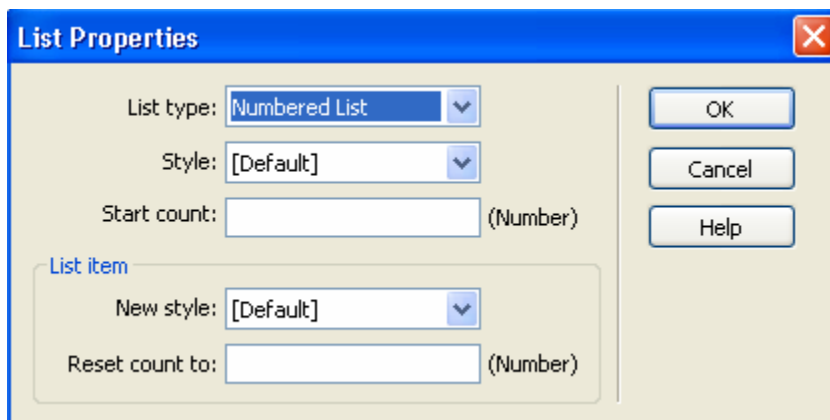 List Properties
List type: Numbered List
OK
Style: [Default]
Cancel
Start count: (Number)
Help
List item
New style: [Default]
Reset count to: (Number)